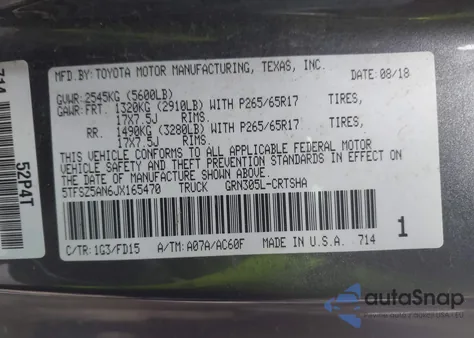 MFD.BY: TOYOTA MOTOR MANUFACTURING, TEXAS, INC.
DATE: 08/18
GVWR: 2545KG (5600LB)
GAWR: FRT. 1320KG (2910LB) WITH P265/65R17 TIRES,
17X7.5J RIMS.
RR. 1490KG (3280LB) WITH P265/65R17 TIRES,
17X7.5J RIMS.
THIS VEHICLE CONFORMS TO ALL APPLICABLE FEDERAL MOTOR
VEHICLE SAFETY AND THEFT PREVENTION STANDARDS IN EFFECT
ON THE DATE OF MANUFACTURE SHOWN ABOVE.
5TFSZ5AN6JX165470 TRUCK GRN305L-CRTSHA
1
C/TR: 1G3/FD15 A/TM: A07A/AC60F MADE IN U.S.A. 714
714
52P4T
autoSnap